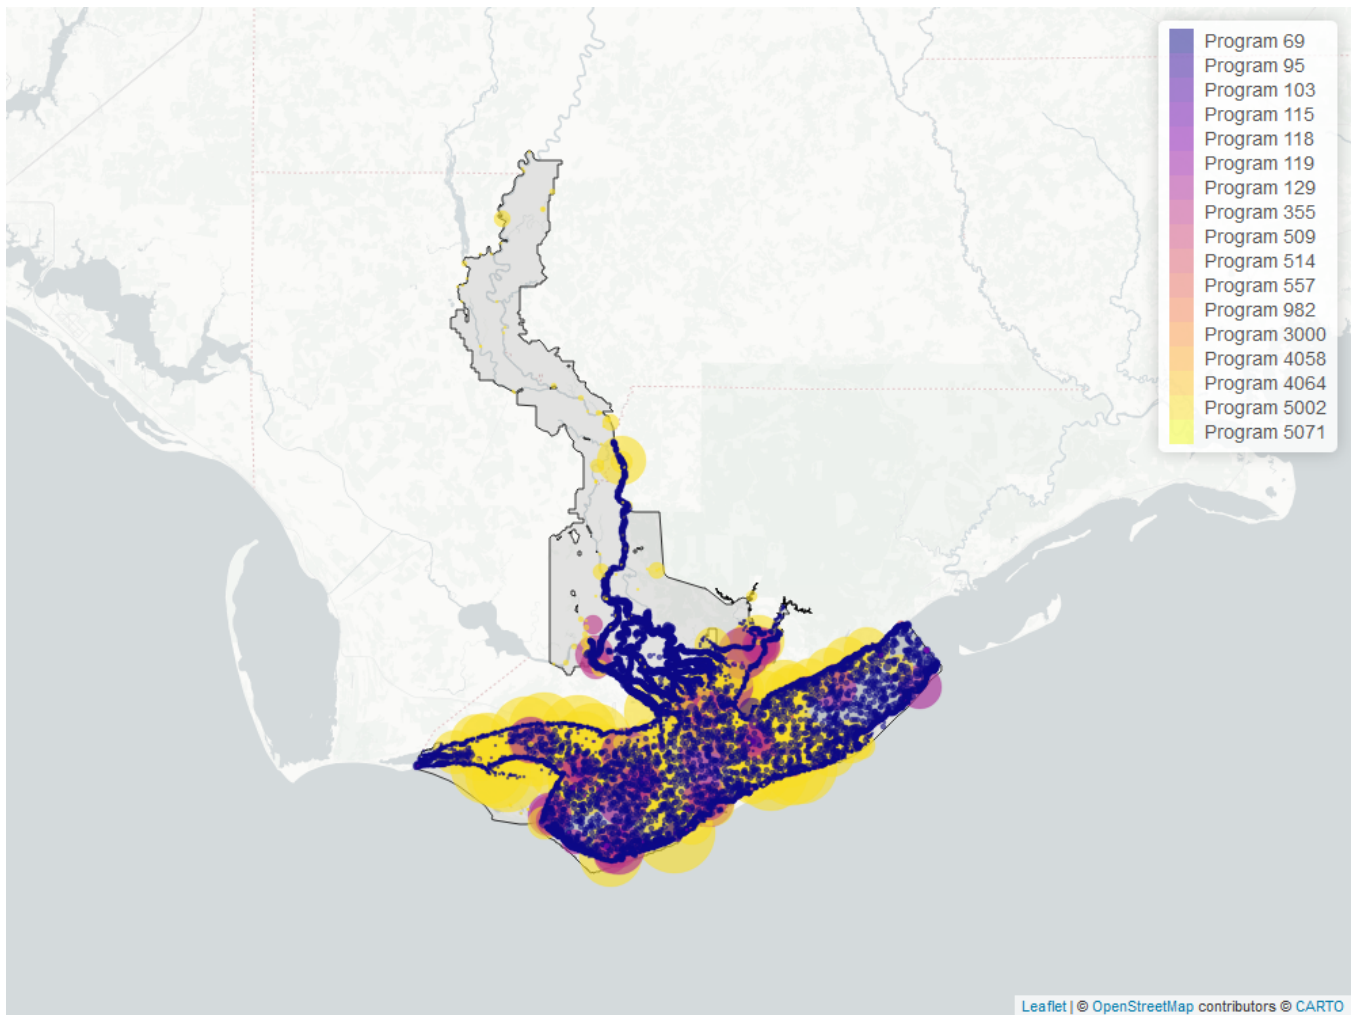 Program 69
Program 95
Program 103
Program 115
Program 118
Program 119
Program 129
Program 355
Program 509
Program 514
Program 557
Program 982
Program 3000
Program 4058
Program 4064
Program 5002
Program 5071
Leaflet | © OpenStreetMap contributors © CARTO